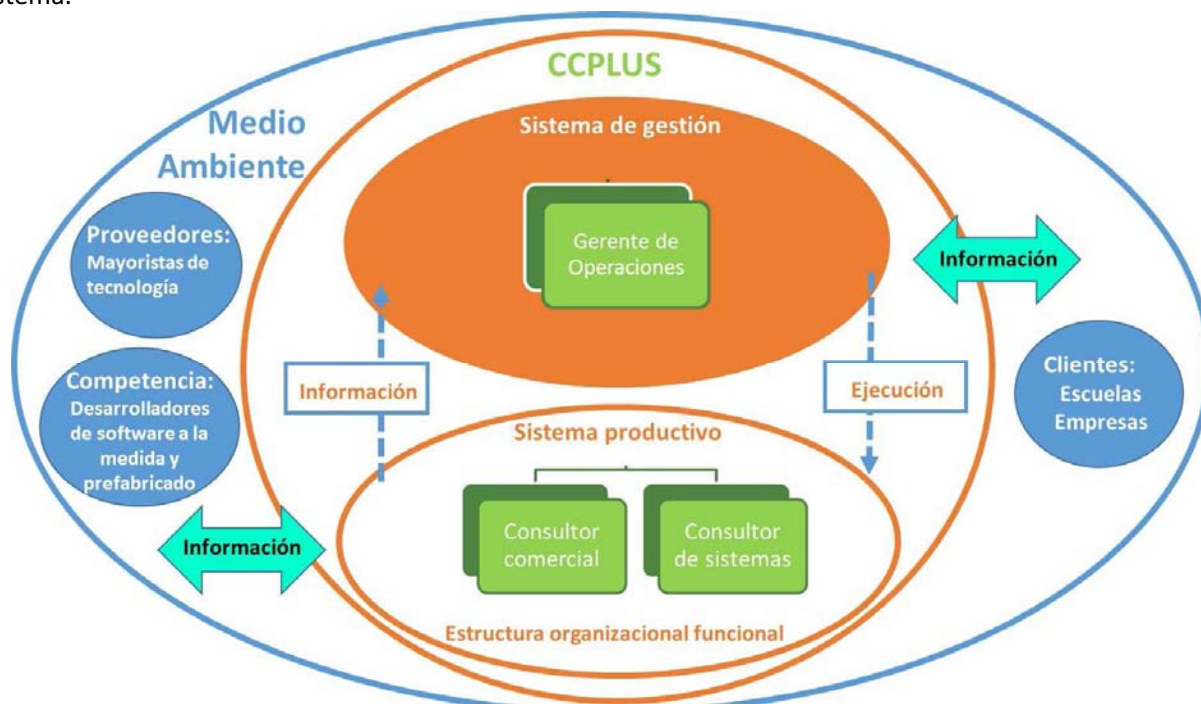 CCPLUS
Medio
Ambiente
Sistema de gestión
Gerente de
Operaciones
Proveedores:
Mayoristas de
tecnología
Información
Competencia:
Desarrolladores
de software a la
medida y
prefabricado
Información
Ejecución
Clientes:
Escuelas
Empresas
Sistema productivo
Consultor
comercial
Consultor
de sistemas
Información
Estructura organizacional funcional